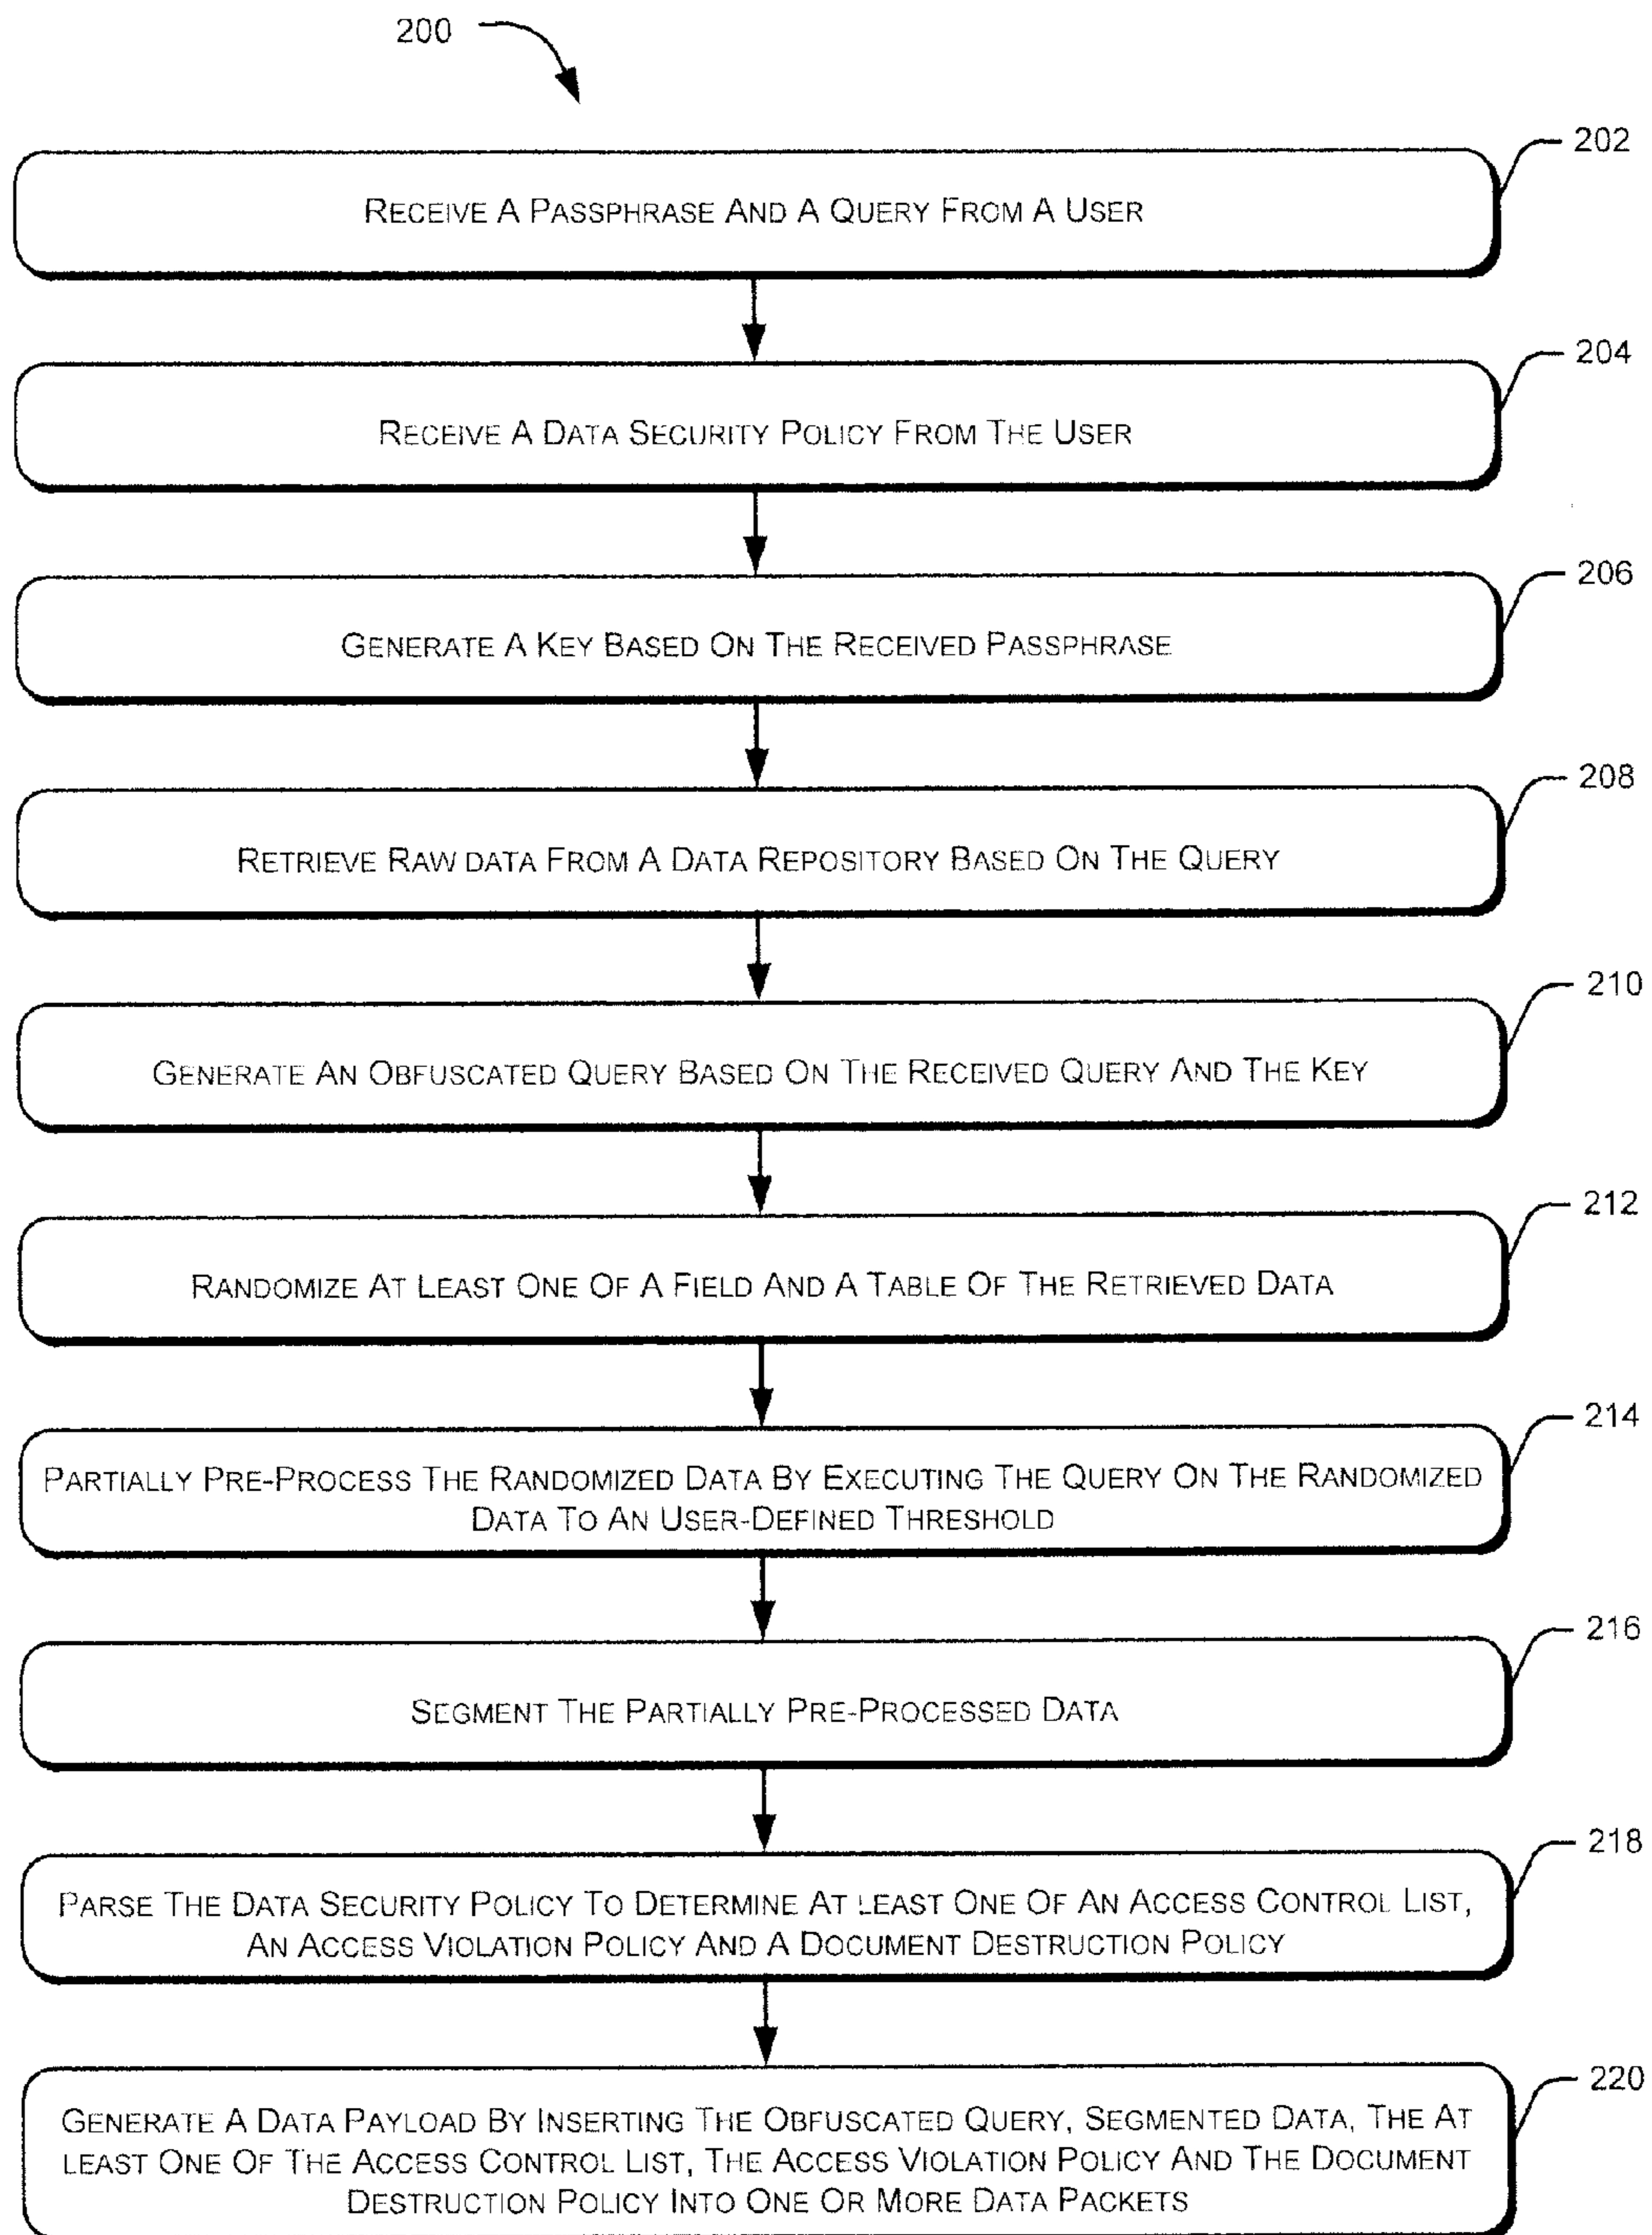 200
202
RECEIVE A PASSPHRASE AND A QUERY FROM A USER
204
RECEIVE A DATA SECURITY POLICY FROM THE USER
206
GENERATE A KEY BASED ON THE RECEIVED PASSPHRASE
208
RETRIEVE RAW DATA FROM A DATA REPOSITORY BASED ON THE QUERY
210
GENERATE AN OBFUSCATED QUERY BASED ON THE RECEIVED QUERY AND THE KEY
212
RANDOMIZE AT LEAST ONE OF A FIELD AND A TABLE OF THE RETRIEVED DATA
214
PARTIALLY PRE-PROCESS THE RANDOMIZED DATA BY EXECUTING THE QUERY ON THE RANDOMIZED
DATA TO AN USER-DEFINED THRESHOLD
216
SEGMENT THE PARTIALLY PRE-PROCESSED DATA
218
PARSE THE DATA SECURITY POLICY TO DETERMINE AT LEAST ONE OF AN ACCESS CONTROL LIST,
AN ACCESS VIOLATION POLICY AND A DOCUMENT DESTRUCTION POLICY
220
GENERATE A DATA PAYLOAD BY INSERTING THE OBFUSCATED QUERY, SEGMENTED DATA, THE AT
LEAST ONE OF THE ACCESS CONTROL LIST, THE ACCESS VIOLATION POLICY AND THE DOCUMENT
DESTRUCTION POLICY INTO ONE OR MORE DATA PACKETS